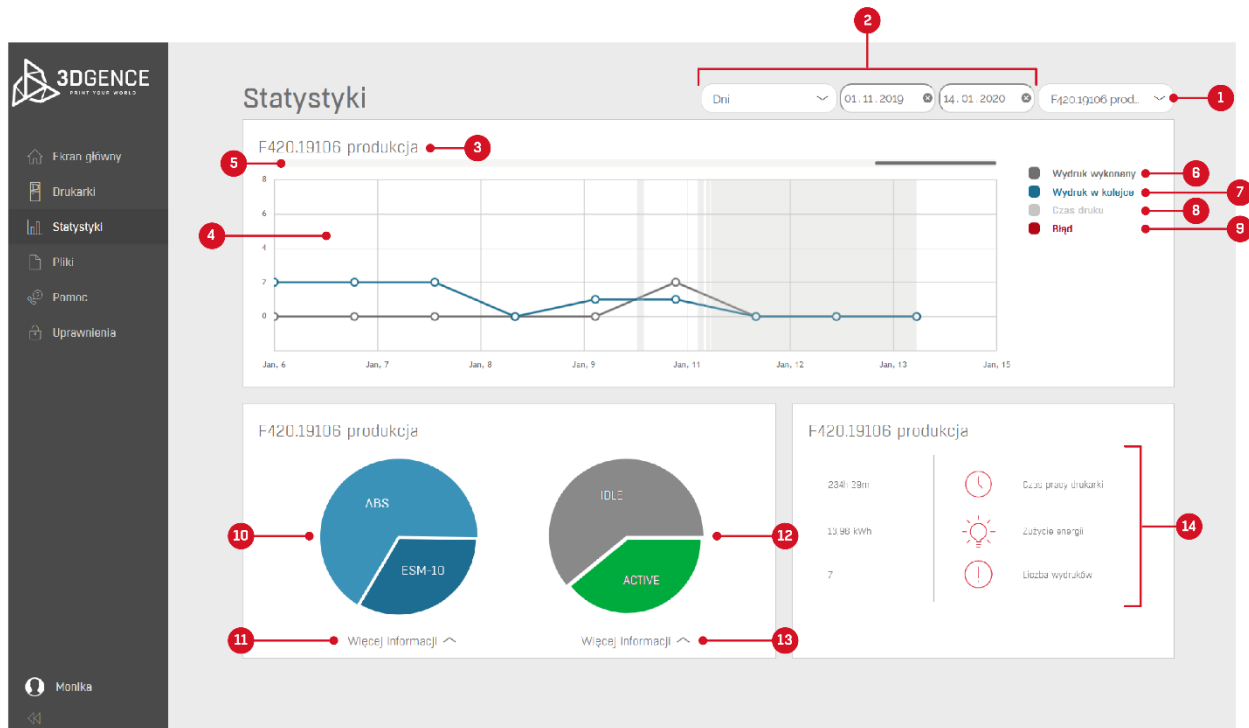 2
3DGENCE
PRINT YOUR WORLD
Statystyki
Dni
01.11.2019
14.01.2020
F420.19106 prod...
1
F420.19106 produkcja
3
5
Ekran główny
Drukarki
Statystyki
Pliki
Pomoc
Uprawnienia
8
6
4
2
0
4
Jan, 6
Jan, 7
Jan, 8
Jan, 9
Jan, 11
Jan, 12
Jan, 13
Jan, 15
Wydruk wykonany
6
Wydruk w kolejce
7
Czas druku
8
Błąd
9
F420.19106 produkcja
ABS
ESM-10
10
IDLE
ACTIVE
12
11
Więcej informacji
Więcej informacji
13
F420.19106 produkcja
234h 29m
Czas pracy drukarki
13,98 kWh
Zużycie energii
7
Liczba wydruków
14
Monika